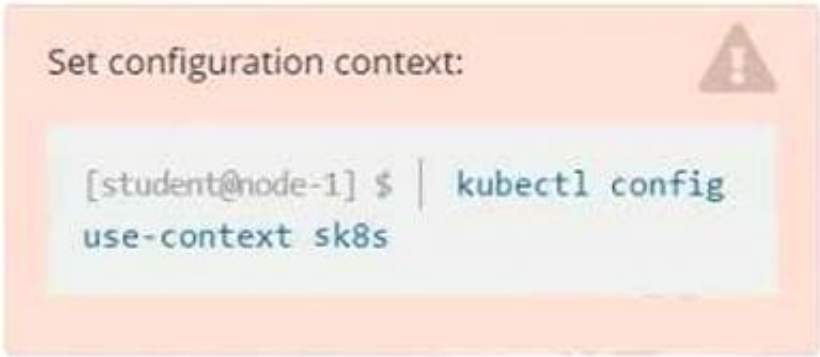 Set configuration context:
[student@node-1] $ | kubectl config
use-context sk8s